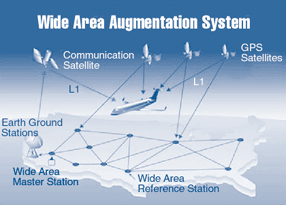 Wide Area Augmentation System
Communication
Satellite
GPS
Satellites
L1
L1
Earth Ground
Stations
Wide Area
Master Station
Wide Area
Reference Station